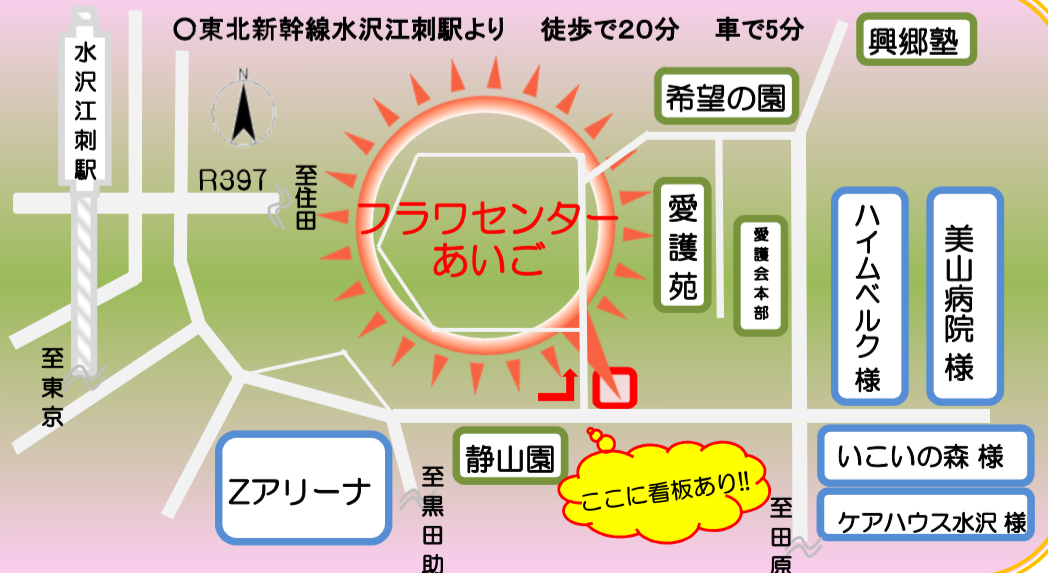 〇東北新幹線水沢江刺駅より 徒歩で20分 車で5分
水沢江刺駅
N
R397
至住田
フラワセンター
あいご
希望の園
興郷塾
愛護苑
愛護会本部
ハイムベルク 様
美山病院 様
至東京
Zアリーナ
静山園
至黒田助
ここに看板あり!!
至田原
いこいの森 様
ケアハウス水沢 様